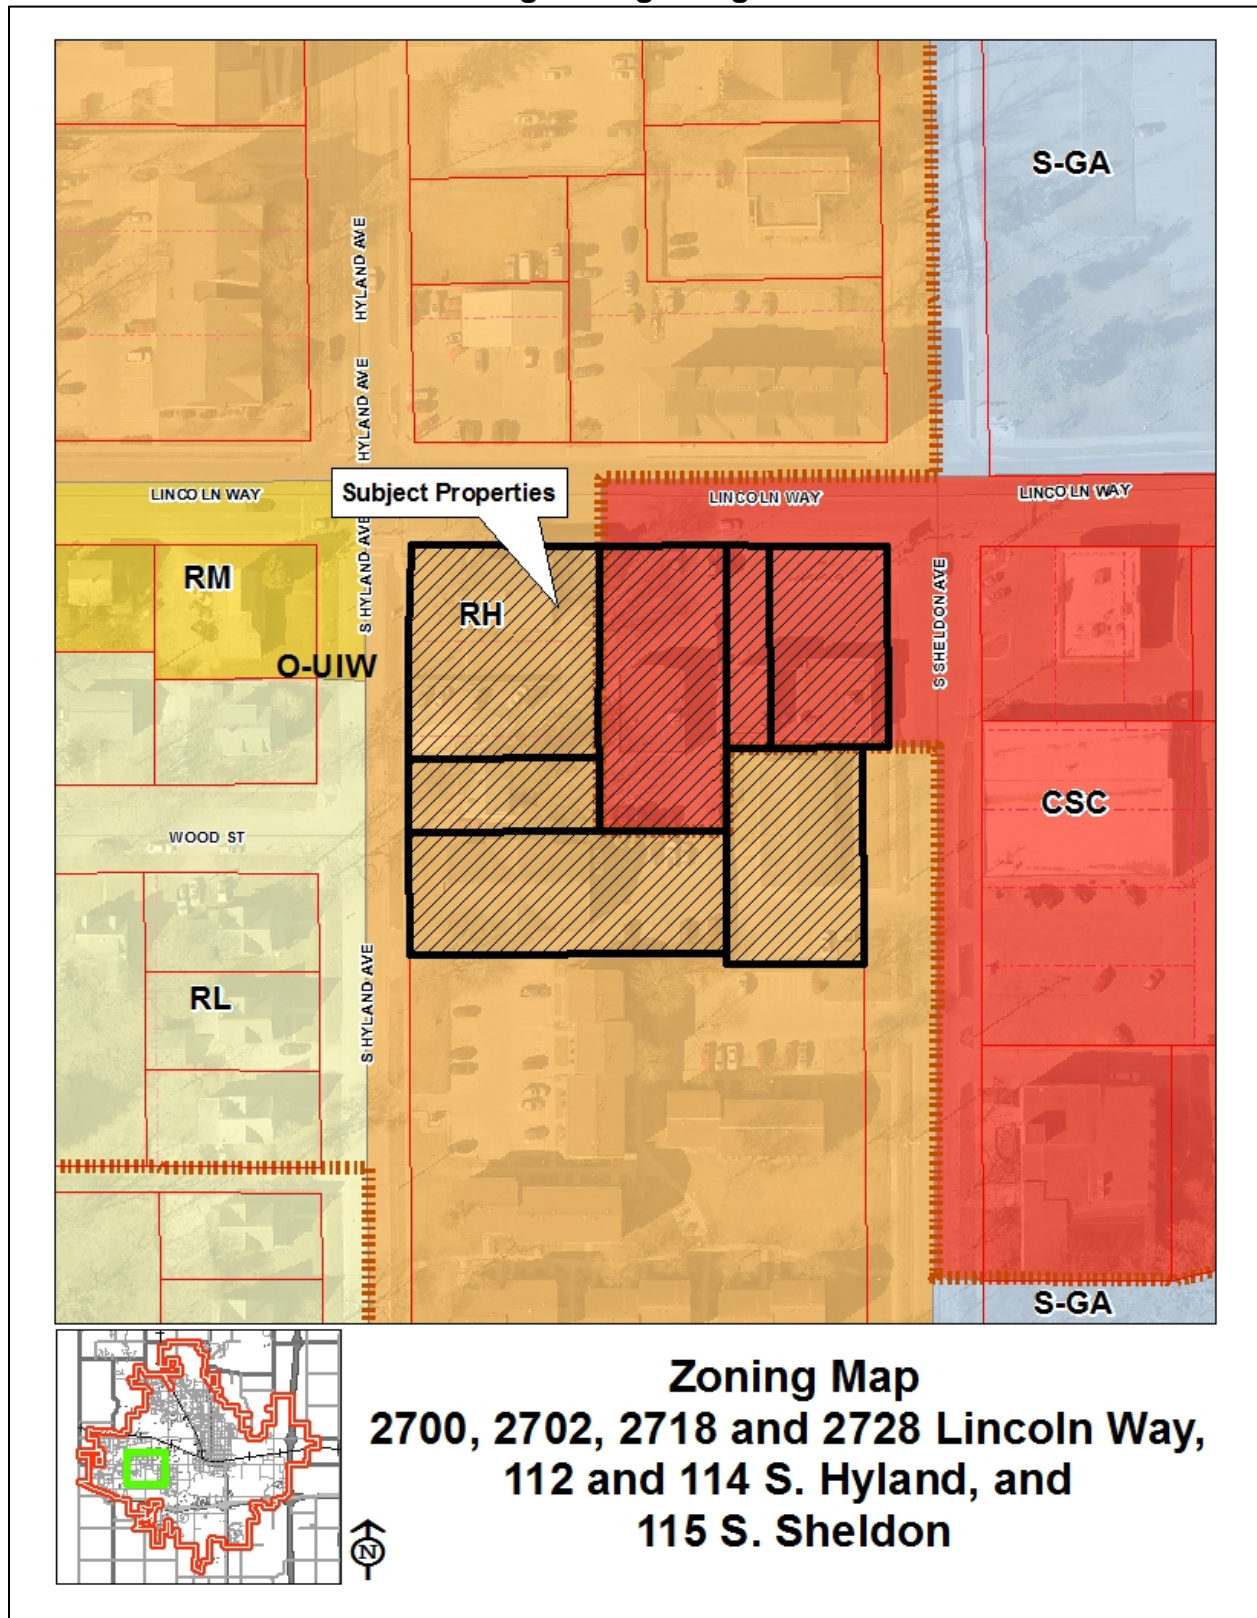 S-GA
HYLAND AVE
HYLAND AVE
HYLAND AVE
LINCOLN WAY
Subject Properties
LINCOLN WAY
LINCOLN WAY
RM
S HYLAND AVE
RH
S SHELDON AVE
O-UIW
CSC
WOOD ST
RL
S HYLAND AVE
S-GA
Zoning Map
2700, 2702, 2718 and 2728 Lincoln Way,
112 and 114 S. Hyland, and
115 S. Sheldon
N